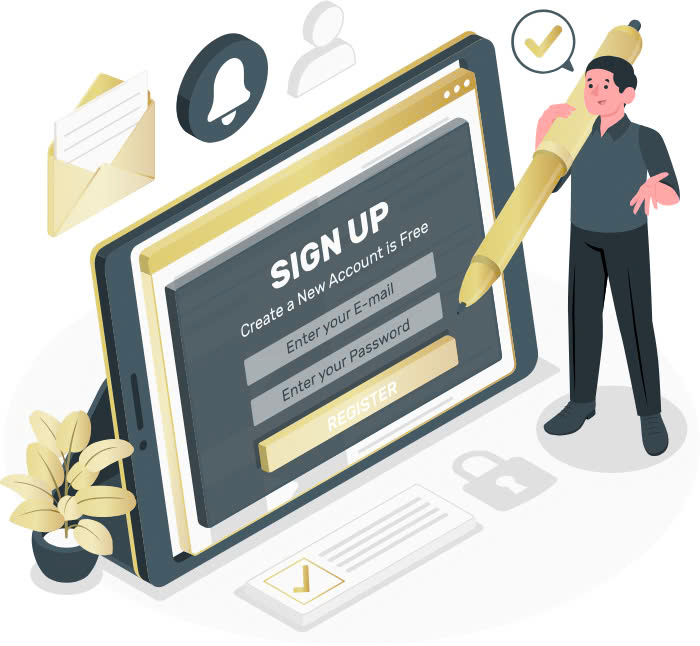 SIGN UP
Create a New Account is Free
Enter your E-mail
Enter your Password
REGISTER